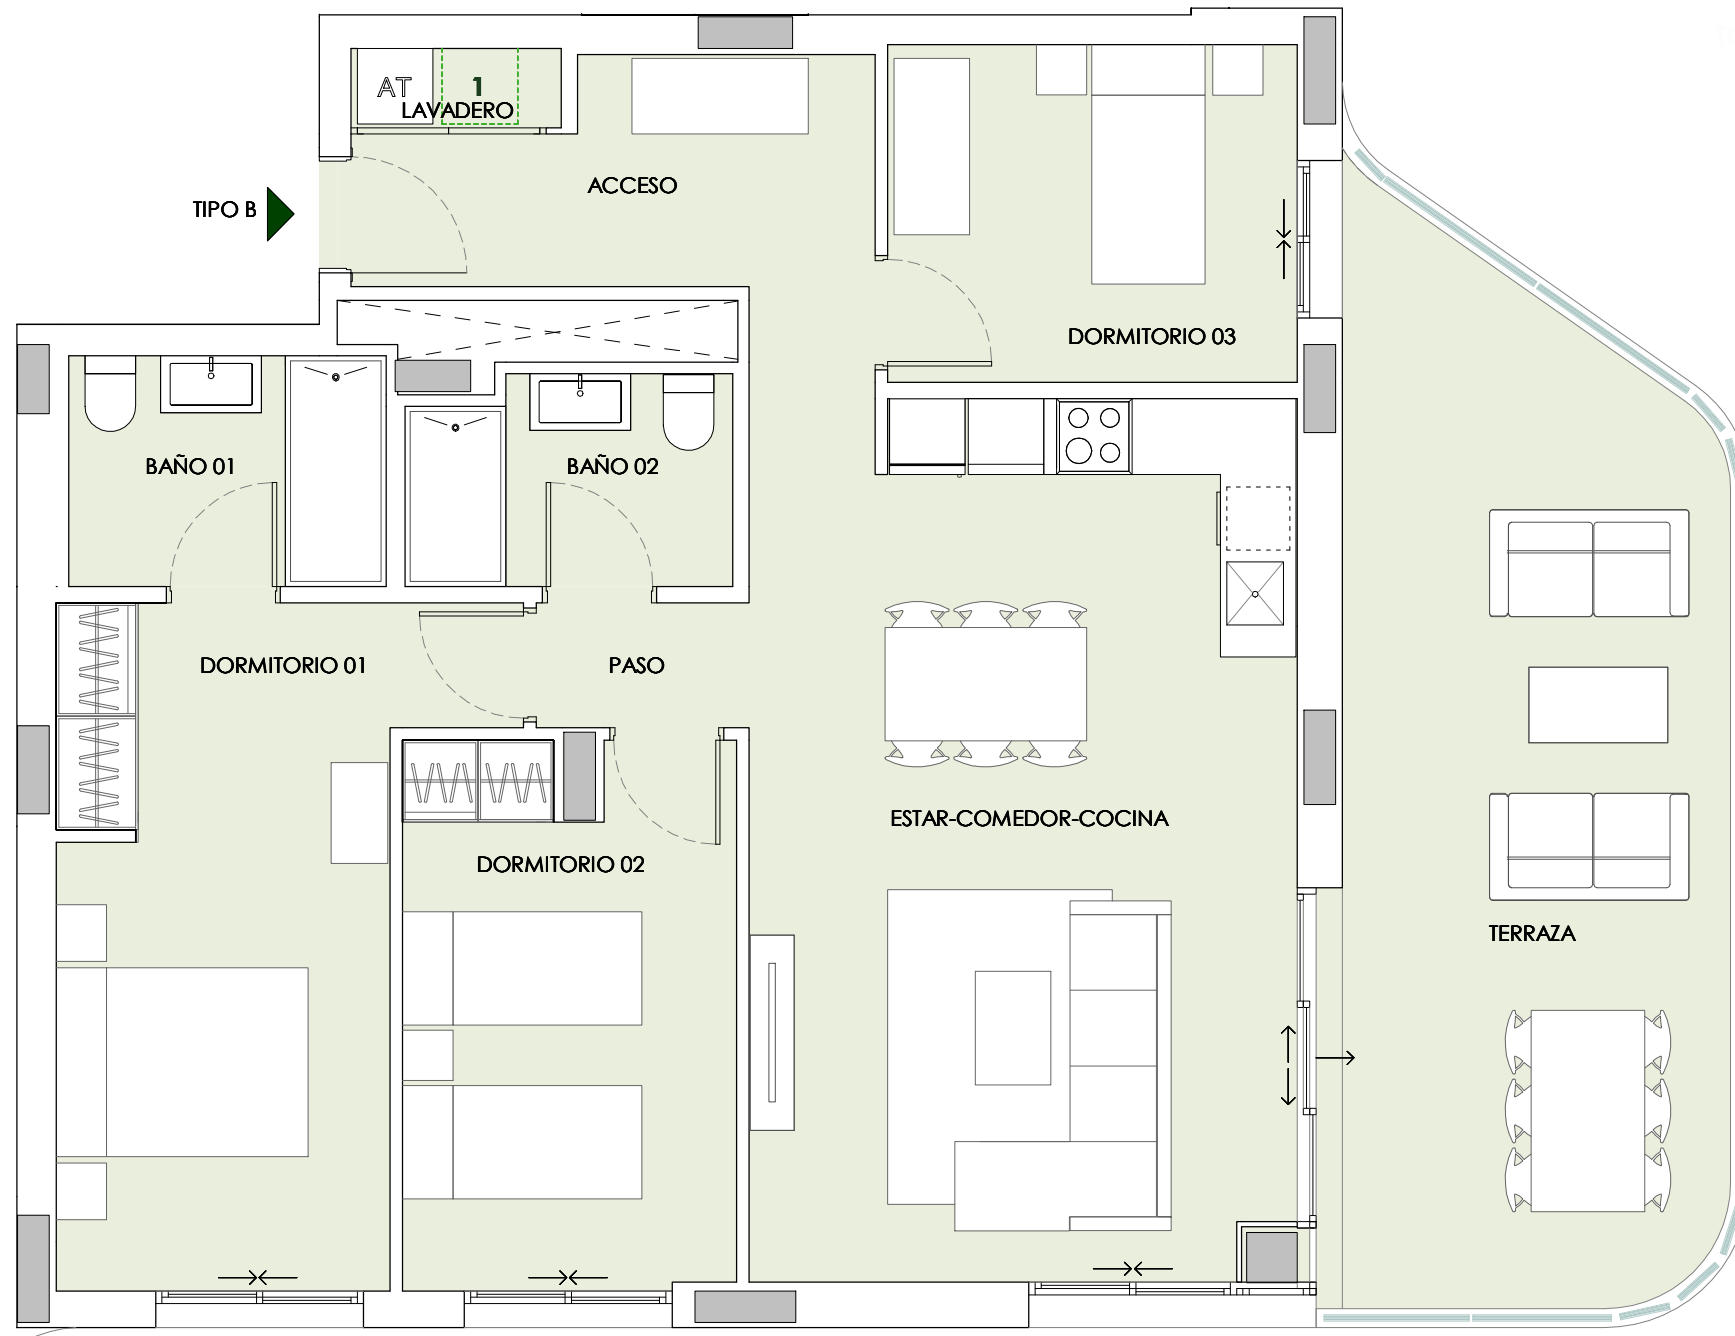 AT
1
LAVADERO
ACCESO
TIPO B
DORMITORIO 03
BAÑO 01
BAÑO 02
DORMITORIO 01
PASO
ESTAR-COMEDOR-COCINA
DORMITORIO 02
TERRAZA